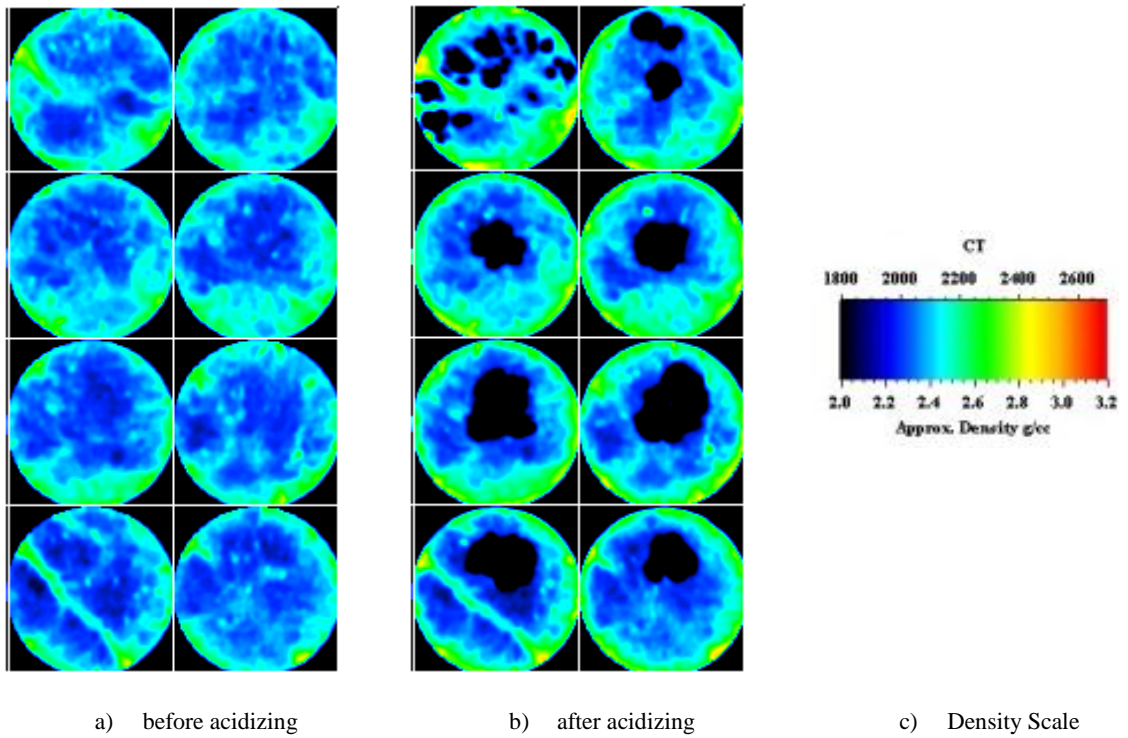 CT
1800 2000 2200 2400 2600
2.0 2.2 2.4 2.6 2.8 3.0 3.2
Approx. Density g/cc
a) before acidizing b) after acidizing c) Density Scale